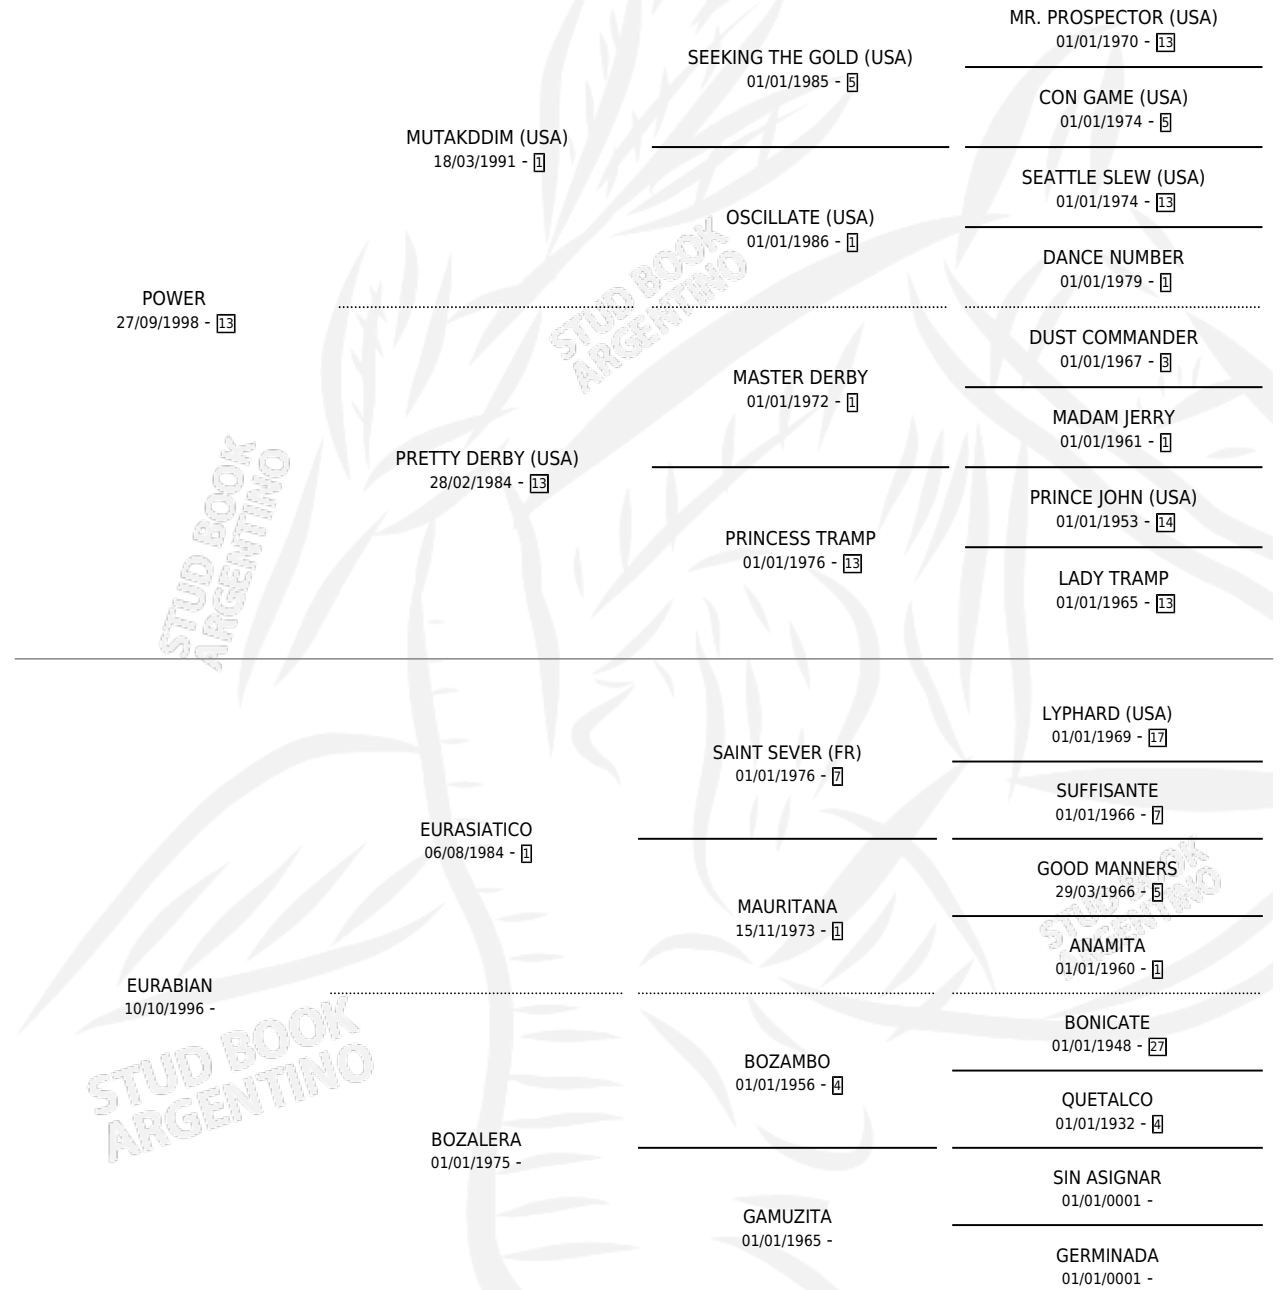 MR. PROSPECTOR (USA)
01/01/1970 - 13
SEEKING THE GOLD (USA)
01/01/1985 - 5
CON GAME (USA)
01/01/1974 - 5
MUTAKDDIM (USA)
18/03/1991 - 1
SEATTLE SLEW (USA)
01/01/1974 - 13
OSCILLATE (USA)
01/01/1986 - 1
DANCE NUMBER
01/01/1979 - 1
POWER
27/09/1998 - 13
DUST COMMANDER
01/01/1967 - 3
MASTER DERBY
01/01/1972 - 1
MADAM JERRY
01/01/1961 - 1
PRETTY DERBY (USA)
28/02/1984 - 13
PRINCE JOHN (USA)
01/01/1953 - 14
PRINCESS TRAMP
01/01/1976 - 13
LADY TRAMP
01/01/1965 - 13
LYPHARD (USA)
01/01/1969 - 17
SAINT SEVER (FR)
01/01/1976 - 7
SUFFISANTE
01/01/1966 - 7
EURASIATICO
06/08/1984 - 1
GOOD MANNERS
29/03/1966 - 5
MAURITANA
15/11/1973 - 1
ANAMITA
01/01/1960 - 1
EURABIAN
10/10/1996 -
BONICATE
01/01/1948 - 27
BOZAMBO
01/01/1956 - 4
QUETALCO
01/01/1932 - 4
BOZALERA
01/01/1975 -
SIN ASIGNAR
01/01/0001 -
GAMUZITA
01/01/1965 -
GERMINADA
01/01/0001 -
STUD BOOK
ARGENTINO
STUD BOOK
ARGENTINO
STUD BOOK
ARGENTINO
STUD BOOK
ARGENTINO